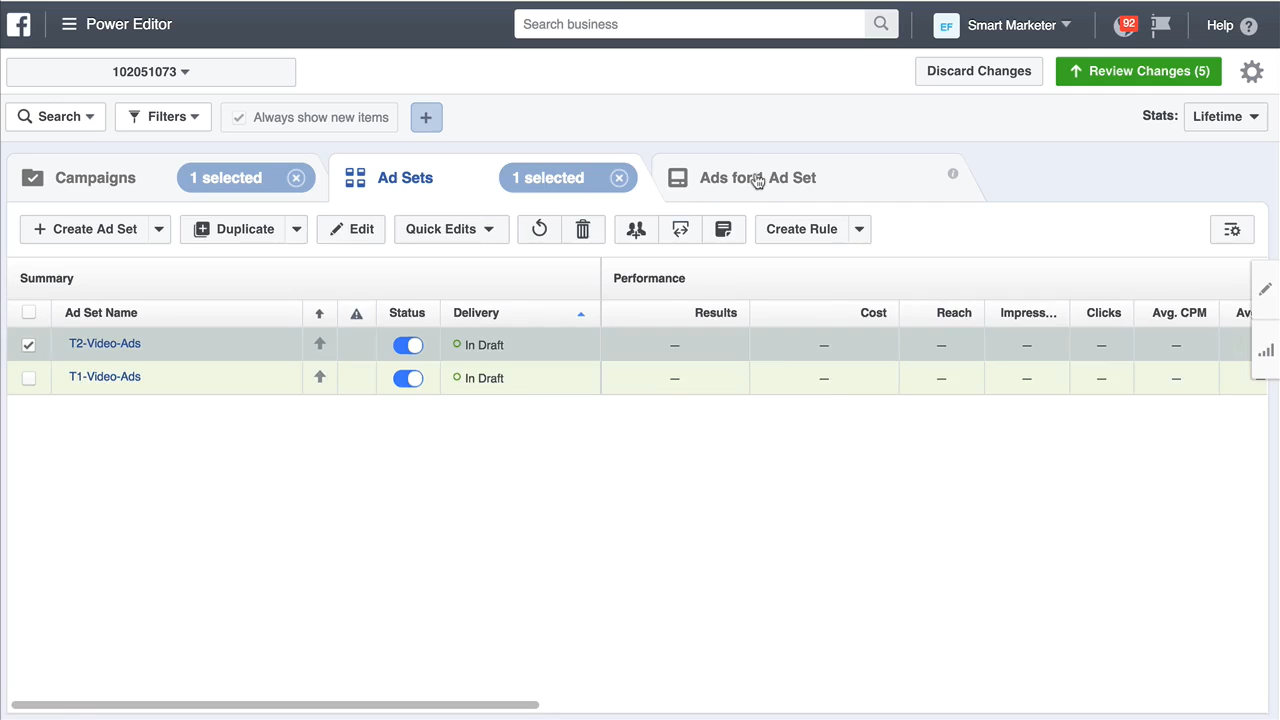 Power Editor
Search business
EF
Smart Marketer
92
Help
102051073
Discard Changes
Review Changes (5)
Search
Filters
Always show new items
Stats: Lifetime
Campaigns
1 selected
Ad Sets
1 selected
Ads for Ad Set
Create Ad Set
Duplicate
Edit
Quick Edits
Create Rule
Summary
Performance
Ad Set Name
Status
Delivery
Results
Cost
Reach
Impress...
Clicks
Avg. CPM
T2-Video-Ads
In Draft
— — — — — —
T1-Video-Ads
In Draft
— — — — — — —